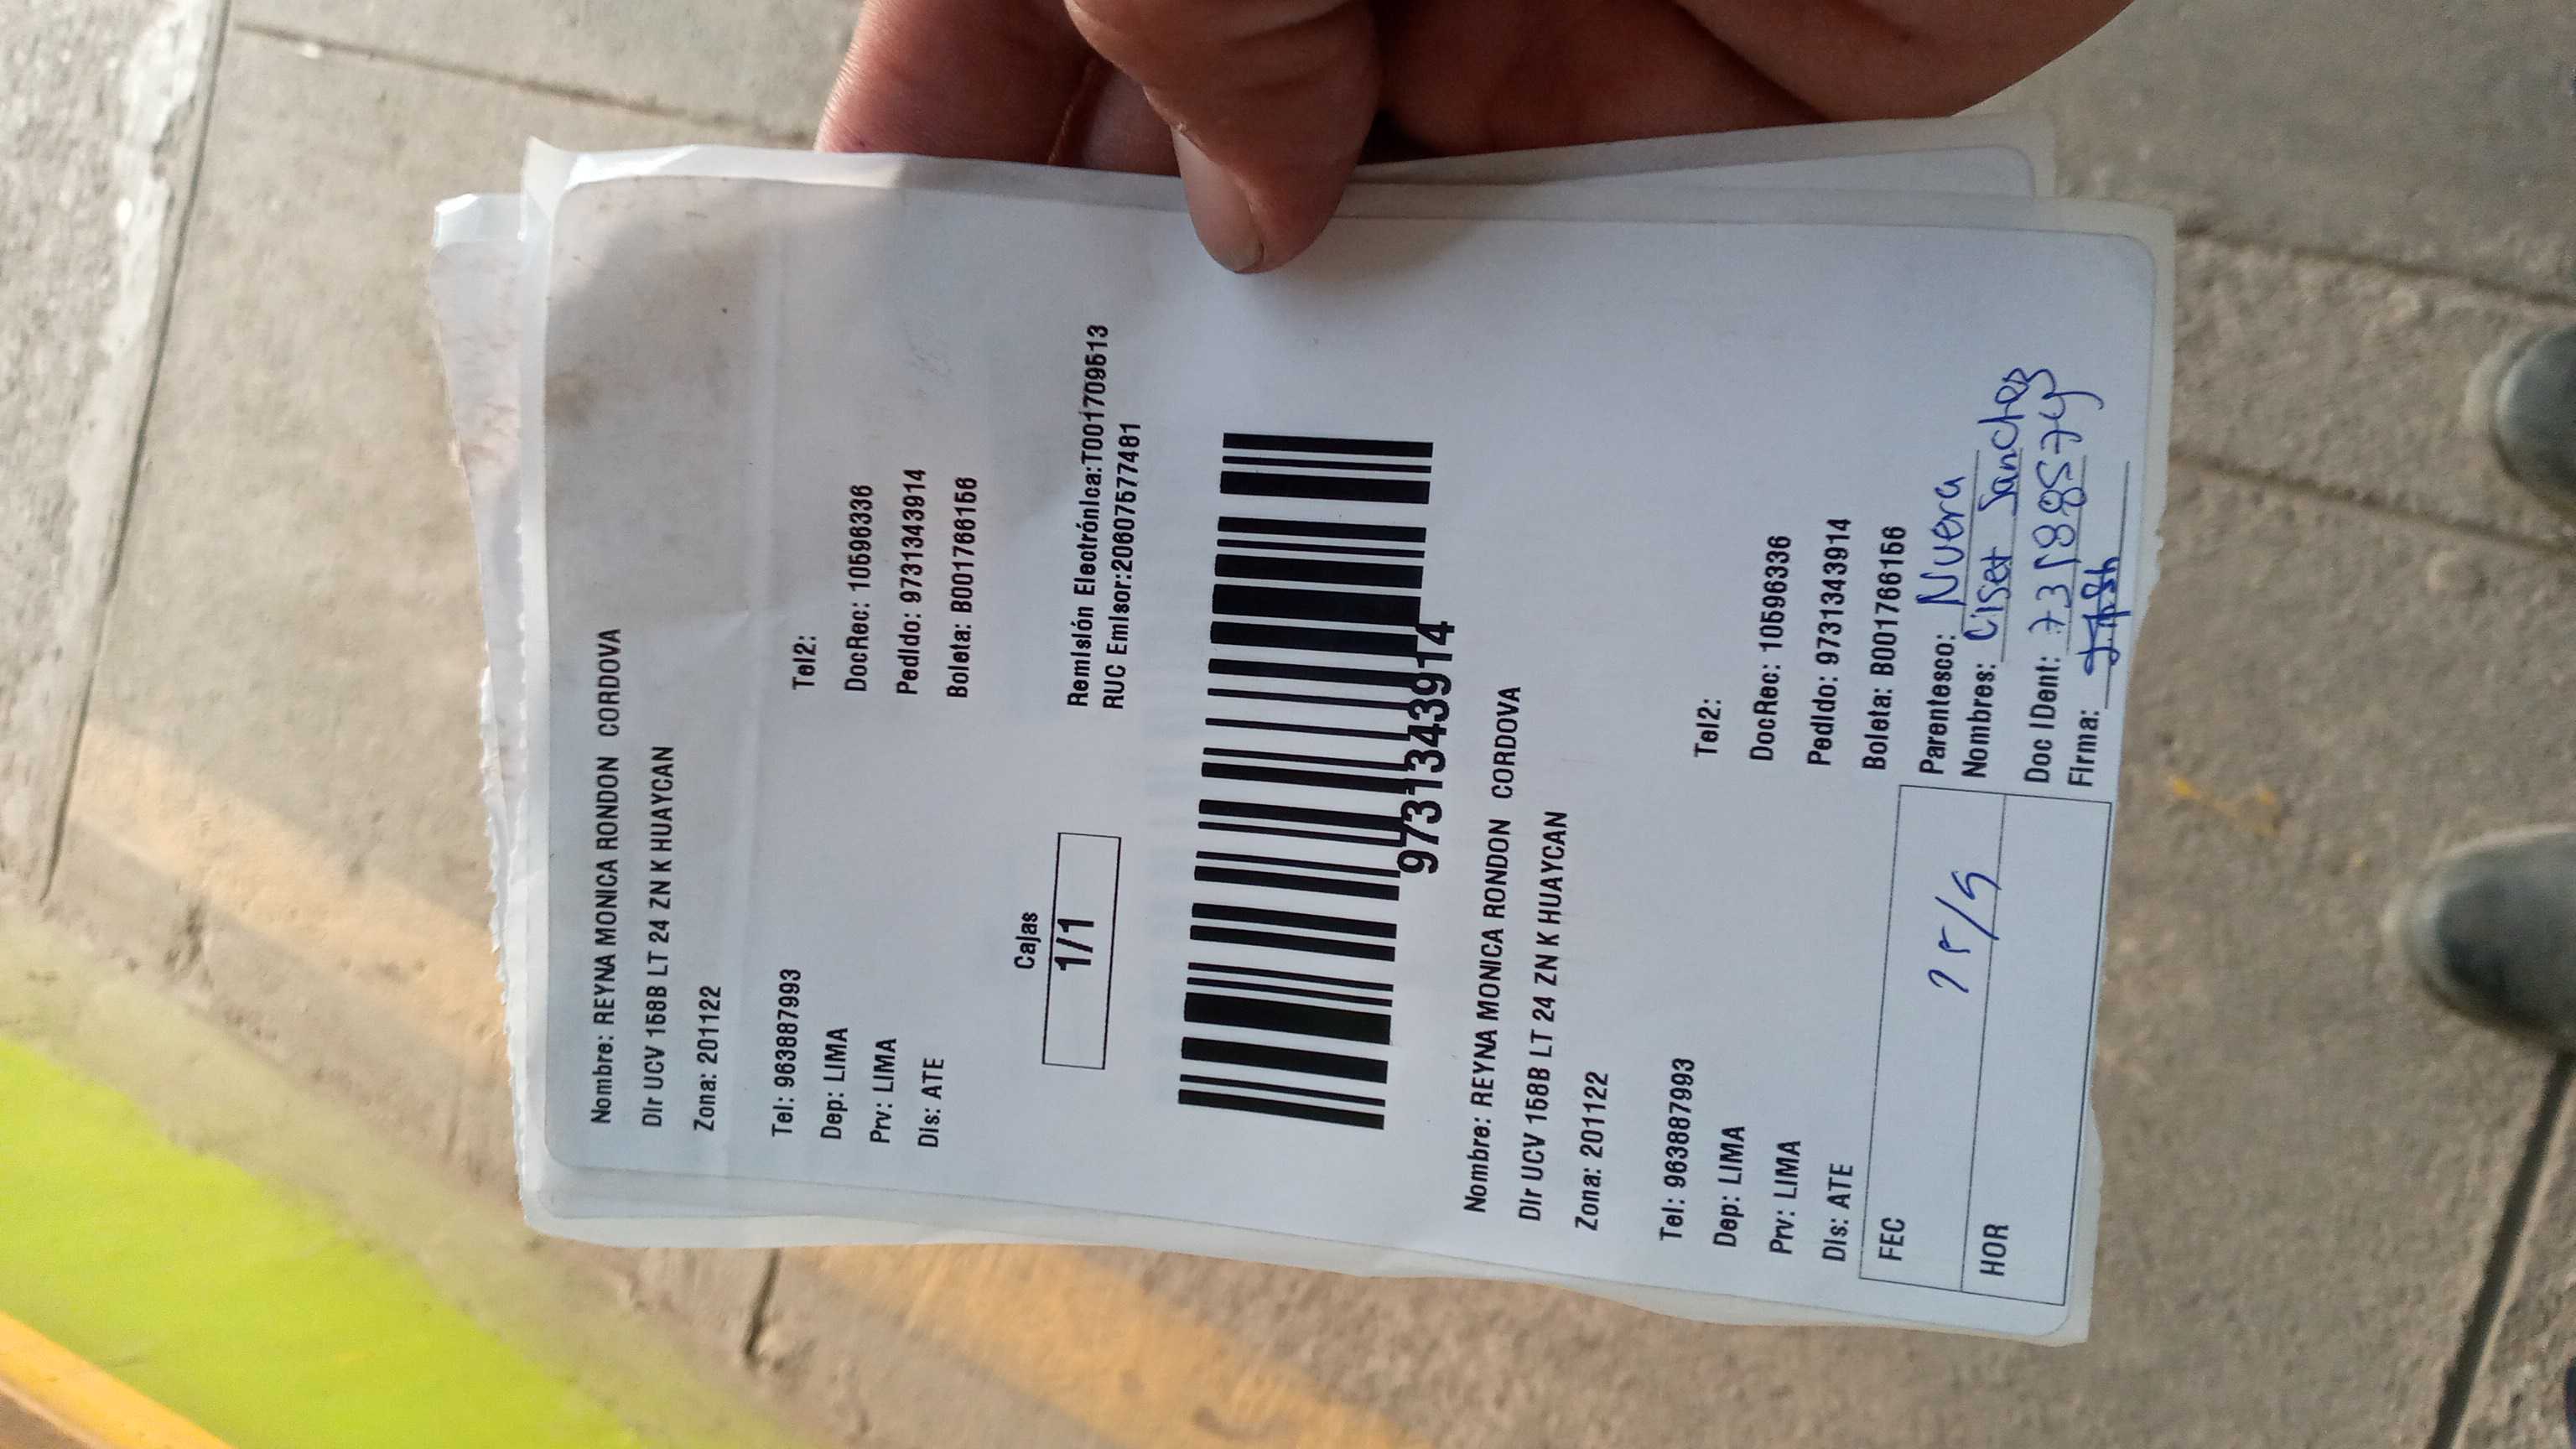 Nombre: REYNA MONICA RONDON CORDOVA
Dir UCV 158B LT 24 ZN K HUAYCAN
Zona: 201122
Tel: 963887993 Tel2:
Dep: LIMA DocRec: 10596336
Prv: LIMA Pedido: 9731343914
Dis: ATE Boleta: B001766156
Cajas
1/1
Remisión Electrónica:T001709513
RUC Emisor:20607577481
9731343914
Nombre: REYNA MONICA RONDON CORDOVA
Dir UCV 158B LT 24 ZN K HUAYCAN
Zona: 201122
Tel: 963887993 Tel2:
Dep: LIMA DocRec: 10596336
Prv: LIMA Pedido: 9731343914
Dis: ATE Boleta: B001766156
FEC Parentesco: Nuera
HOR Nombres: Sanchez
Doc IDent:
Firma: